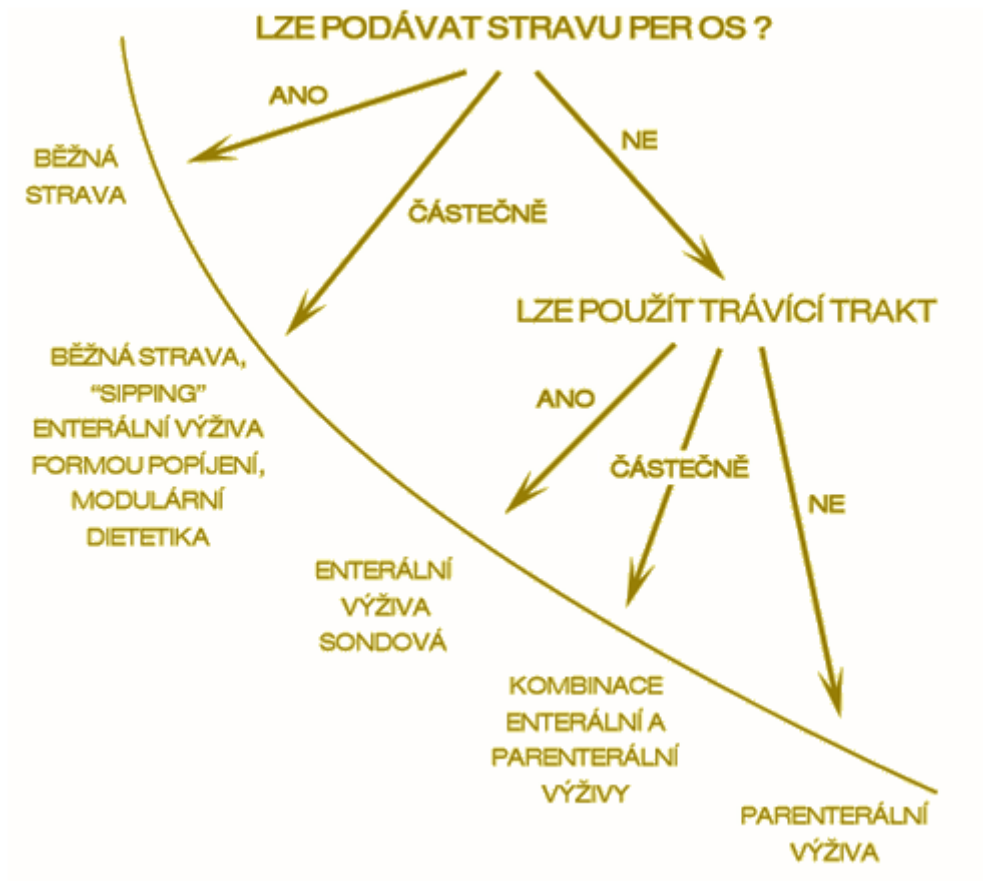 LZE PODÁVAT STRAVU PER OS ?
ANO
NE
BĚŽNÁ
STRAVA
ČÁSTEČNĚ
LZE POUŽÍT TRÁVÍCÍ TRAKT
BĚŽNÁ STRAVA,
“SIPPING”
ENTERÁLNÍ VÝŽIVA
FORMOU POPÍJENÍ,
MODULÁRNÍ
DIETETIKA
ANO
ČÁSTEČNĚ
NE
ENTERÁLNÍ
VÝŽIVA
SONDOVÁ
KOMBINACE
ENTERÁLNÍ A
PARENTERÁLNÍ
VÝŽIVY
PARENTERÁLNÍ
VÝŽIVA